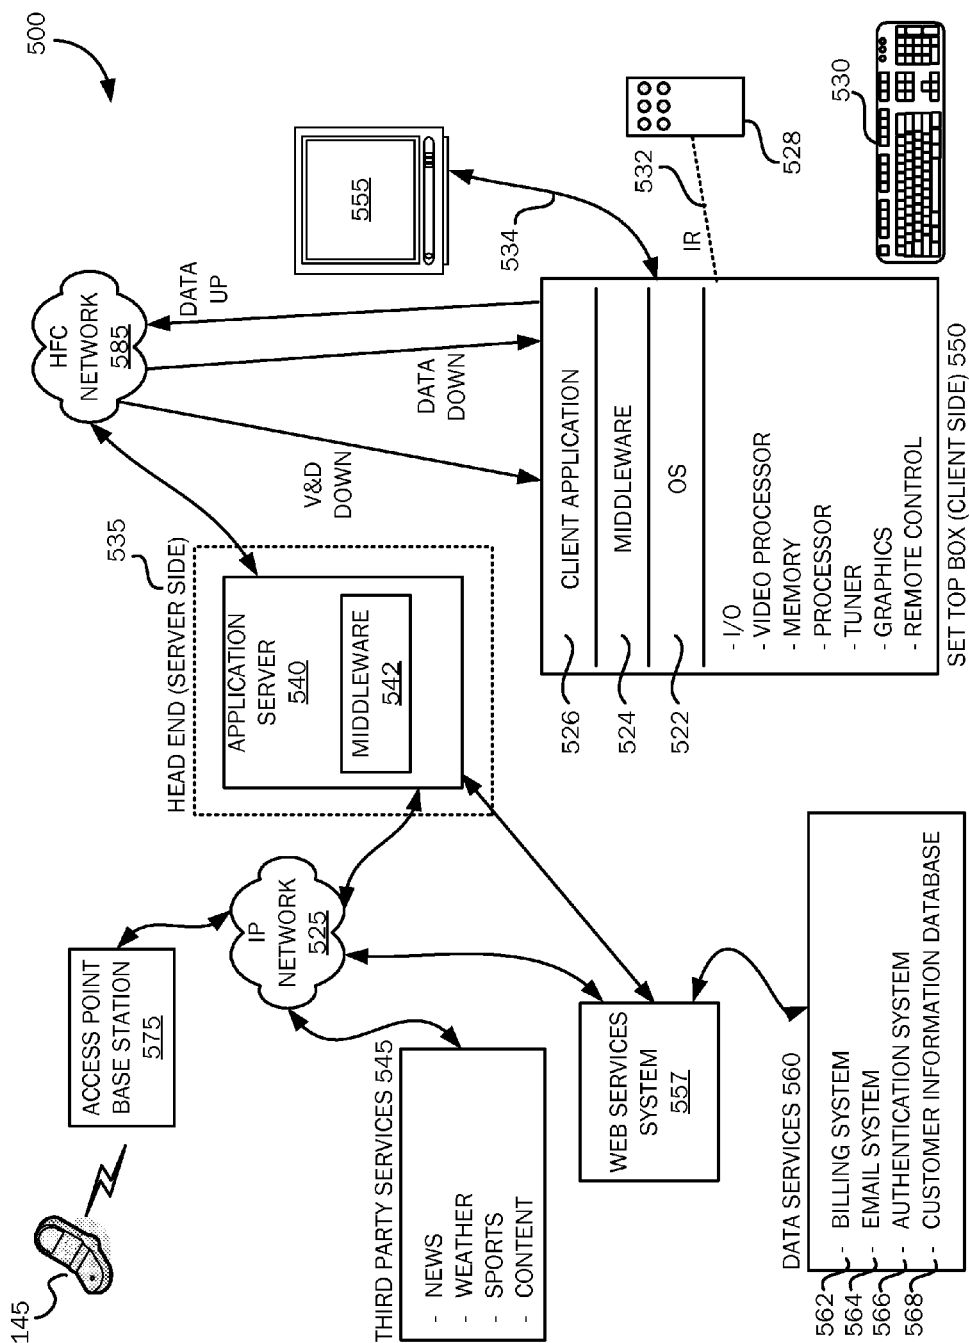 500
145
ACCESS POINT
BASE STATION
575
IP
NETWORK
525
THIRD PARTY SERVICES 545
- NEWS
- WEATHER
- SPORTS
- CONTENT
HEAD END (SERVER SIDE)
535
APPLICATION
SERVER
540
MIDDLEWARE
542
HFC
NETWORK
585
DATA
UP
DATA
DOWN
V&D
DOWN
555
534
WEB SERVICES
SYSTEM
557
DATA SERVICES 560
562 - BILLING SYSTEM
564 - EMAIL SYSTEM
566 - AUTHENTICATION SYSTEM
568 - CUSTOMER INFORMATION DATABASE
526
CLIENT APPLICATION
524
MIDDLEWARE
522
OS
- I/O
- VIDEO PROCESSOR
- MEMORY
- PROCESSOR
- TUNER
- GRAPHICS
- REMOTE CONTROL
SET TOP BOX (CLIENT SIDE) 550
IR
532
528
530